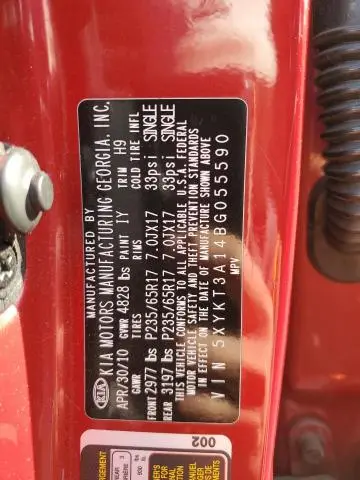 MANUFACTURED BY
KIA KIA MOTORS MANUFACTURING GEORGIA, INC.
APR/30/10 GVWR 4828 lbs PAINT 1Y TRIM H9
GAWR TIRES RIMS COLD TIRE INFL
FRONT 2977 lbs P235/65R17 7.0JX17 33psi SINGLE
REAR 3197 lbs P235/65R17 7.0JX17 33psi SINGLE
THIS VEHICLE CONFORMS TO ALL APPLICABLE U.S.A. FEDERAL
MOTOR VEHICLE SAFETY AND THEFT PREVENTION STANDARDS
IN EFFECT ON THE DATE OF MANUFACTURE SHOWN ABOVE
VIN 5XYKT3A14BG055590
MPV
002